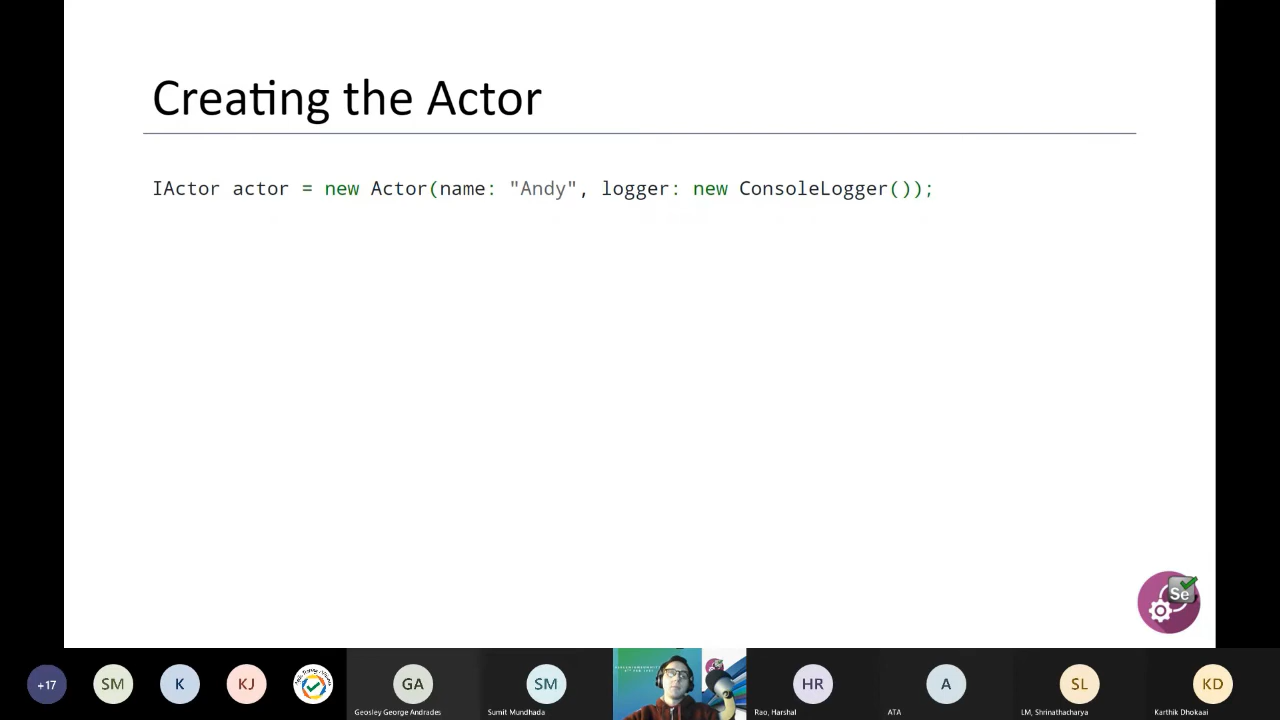 Creating the Actor
IActor actor = new Actor(name: "Andy", logger: new ConsoleLogger());
Se
+17
SM
K
KJ
GA
SM
HR
A
SL
KD
Geosley George Andrades
Sumit Mundhada
Rao, Harshal
ATA
LM, Shrinathacharya
Karthik Dhokaai